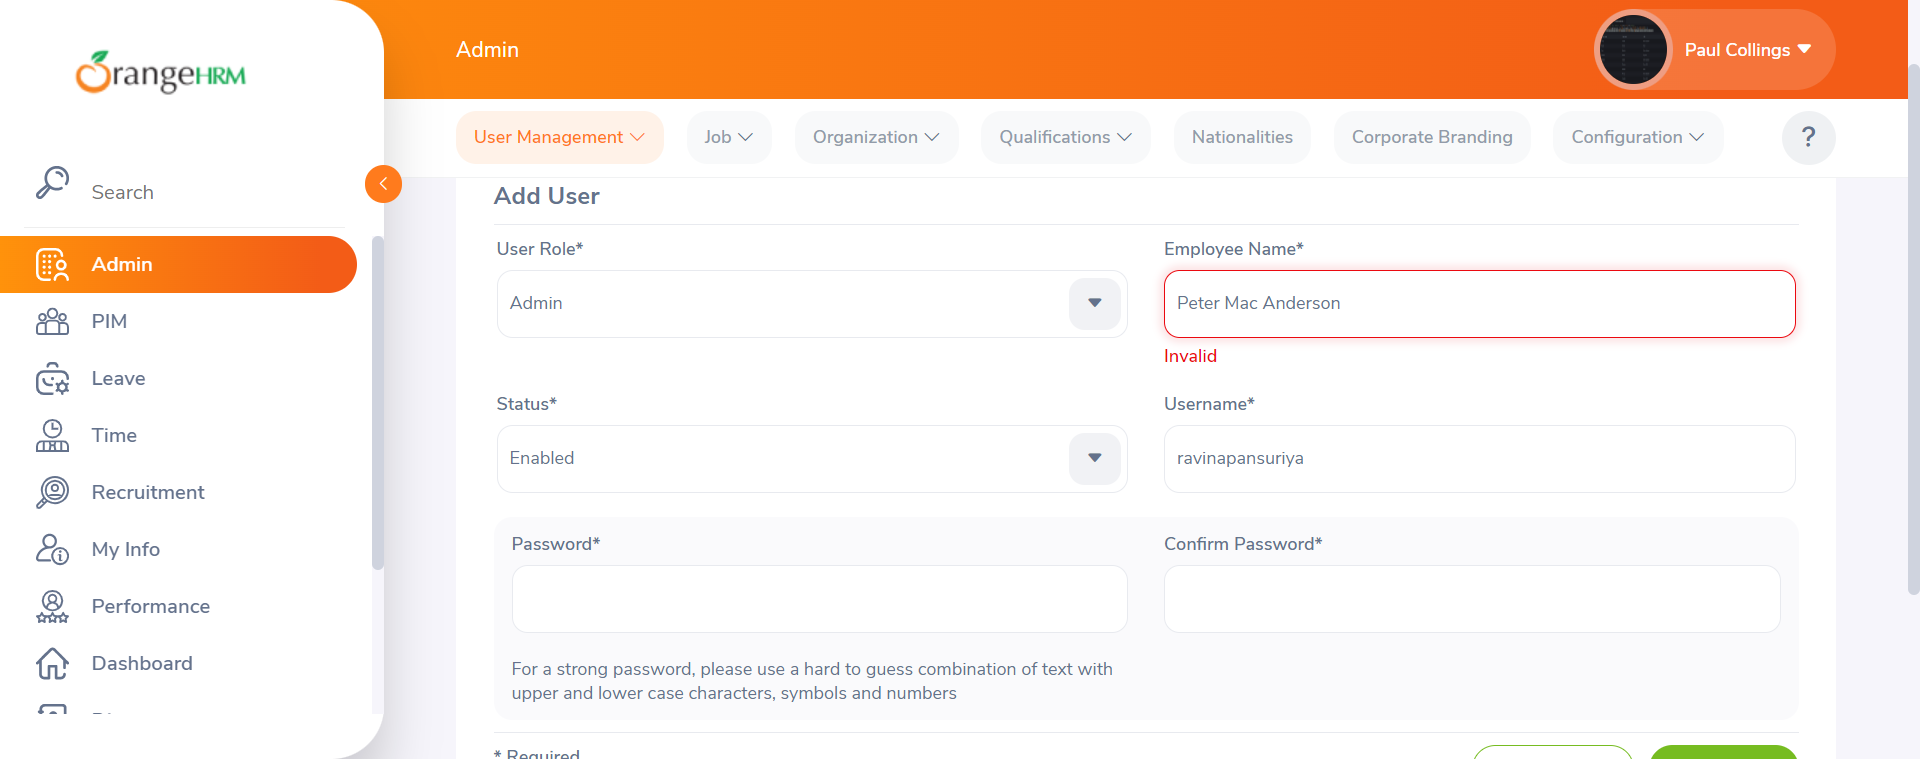 OrangeHRM
Admin
Paul Collings
User Management
Job
Organization
Qualifications
Nationalities
Corporate Branding
Configuration
?
Search
Admin
PIM
Leave
Time
Recruitment
My Info
Performance
Dashboard
Add User
User Role*
Admin
Employee Name*
Peter Mac Anderson
Invalid
Status*
Enabled
Username*
ravinapansuriya
Password*
Confirm Password*
For a strong password, please use a hard to guess combination of text with
upper and lower case characters, symbols and numbers
* Required